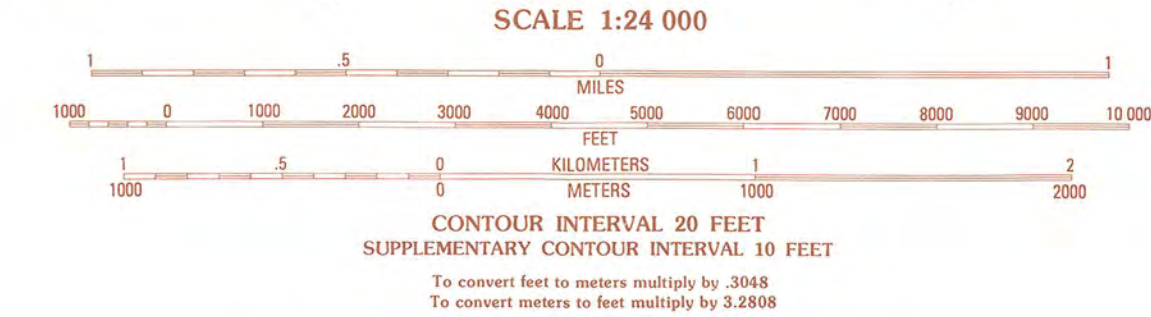 SCALE 1:24 000
1 .5 0 1
MILES
1000 0 1000 2000 3000 4000 5000 6000 7000 8000 9000 10 000
FEET
1 .5 0 KILOMETERS 1 2
1000 0 METERS 1000 2000
CONTOUR INTERVAL 20 FEET
SUPPLEMENTARY CONTOUR INTERVAL 10 FEET
To convert feet to meters multiply by .3048
To convert meters to feet multiply by 3.2808